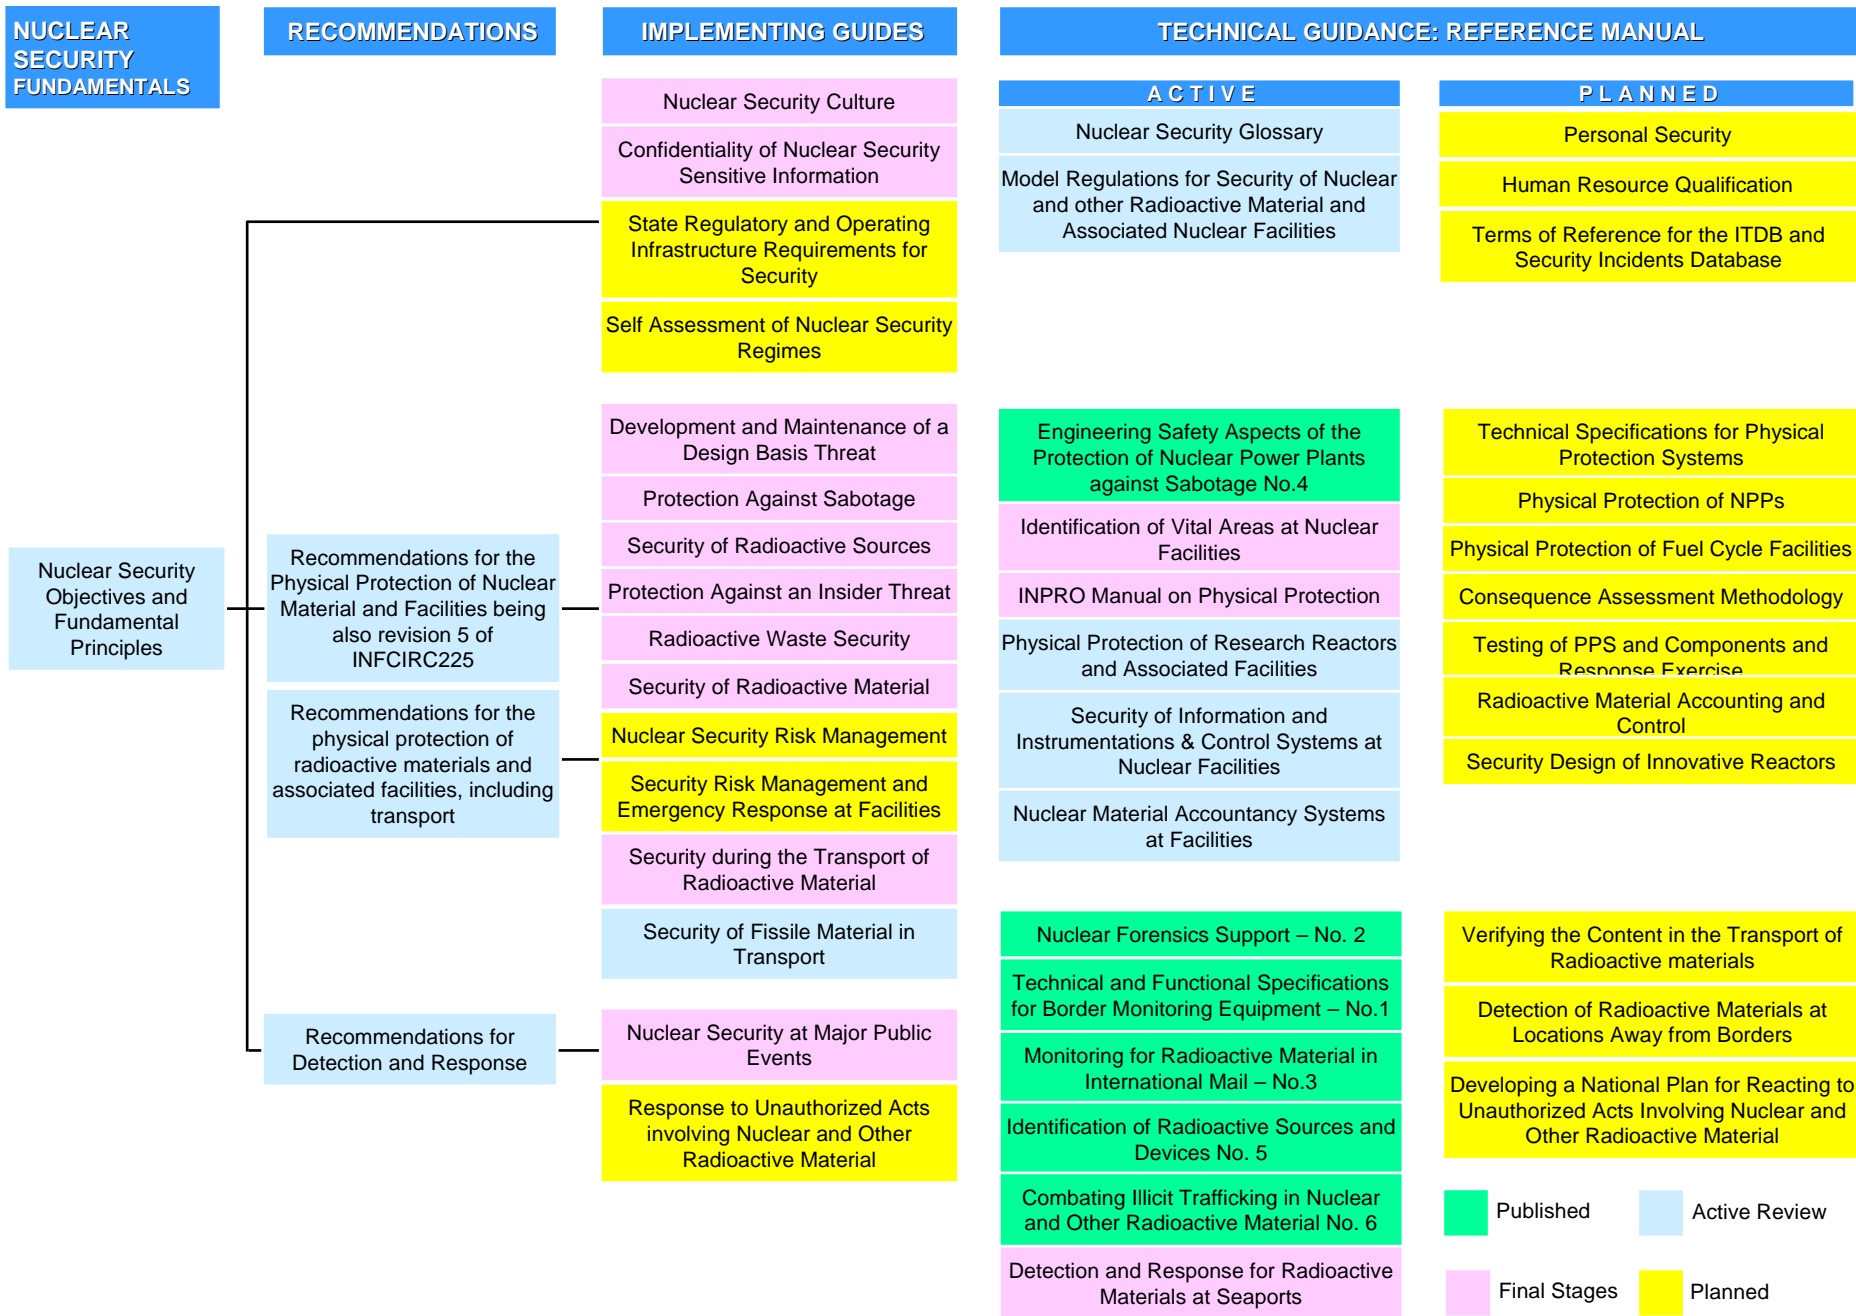 NUCLEAR
SECURITY
FUNDAMENTALS
RECOMMENDATIONS
IMPLEMENTING GUIDES
TECHNICAL GUIDANCE: REFERENCE MANUAL
ACTIVE
PLANNED
Nuclear Security
Objectives and
Fundamental
Principles
Recommendations for the
Physical Protection of Nuclear
Material and Facilities being
also revision 5 of
INFCIRC225
Recommendations for the
physical protection of
radioactive materials and
associated facilities, including
transport
Recommendations for
Detection and Response
Nuclear Security Culture
Confidentiality of Nuclear Security
Sensitive Information
State Regulatory and Operating
Infrastructure Requirements for
Security
Self Assessment of Nuclear Security
Regimes
Development and Maintenance of a
Design Basis Threat
Protection Against Sabotage
Security of Radioactive Sources
Protection Against an Insider Threat
Radioactive Waste Security
Security of Radioactive Material
Nuclear Security Risk Management
Security Risk Management and
Emergency Response at Facilities
Security during the Transport of
Radioactive Material
Security of Fissile Material in
Transport
Nuclear Security at Major Public
Events
Response to Unauthorized Acts
involving Nuclear and Other
Radioactive Material
Nuclear Security Glossary
Model Regulations for Security of Nuclear
and other Radioactive Material and
Associated Nuclear Facilities
Engineering Safety Aspects of the
Protection of Nuclear Power Plants
against Sabotage No.4
Identification of Vital Areas at Nuclear
Facilities
INPRO Manual on Physical Protection
Physical Protection of Research Reactors
and Associated Facilities
Security of Information and
Instrumentations & Control Systems at
Nuclear Facilities
Nuclear Material Accountancy Systems
at Facilities
Nuclear Forensics Support – No. 2
Technical and Functional Specifications
for Border Monitoring Equipment – No.1
Monitoring for Radioactive Material in
International Mail – No.3
Identification of Radioactive Sources and
Devices No. 5
Combating Illicit Trafficking in Nuclear
and Other Radioactive Material No. 6
Detection and Response for Radioactive
Materials at Seaports
Personal Security
Human Resource Qualification
Terms of Reference for the ITDB and
Security Incidents Database
Technical Specifications for Physical
Protection Systems
Physical Protection of NPPs
Physical Protection of Fuel Cycle Facilities
Consequence Assessment Methodology
Testing of PPS and Components and
Response Exercise
Radioactive Material Accounting and
Control
Security Design of Innovative Reactors
Verifying the Content in the Transport of
Radioactive materials
Detection of Radioactive Materials at
Locations Away from Borders
Developing a National Plan for Reacting to
Unauthorized Acts Involving Nuclear and
Other Radioactive Material
Published
Active Review
Final Stages
Planned